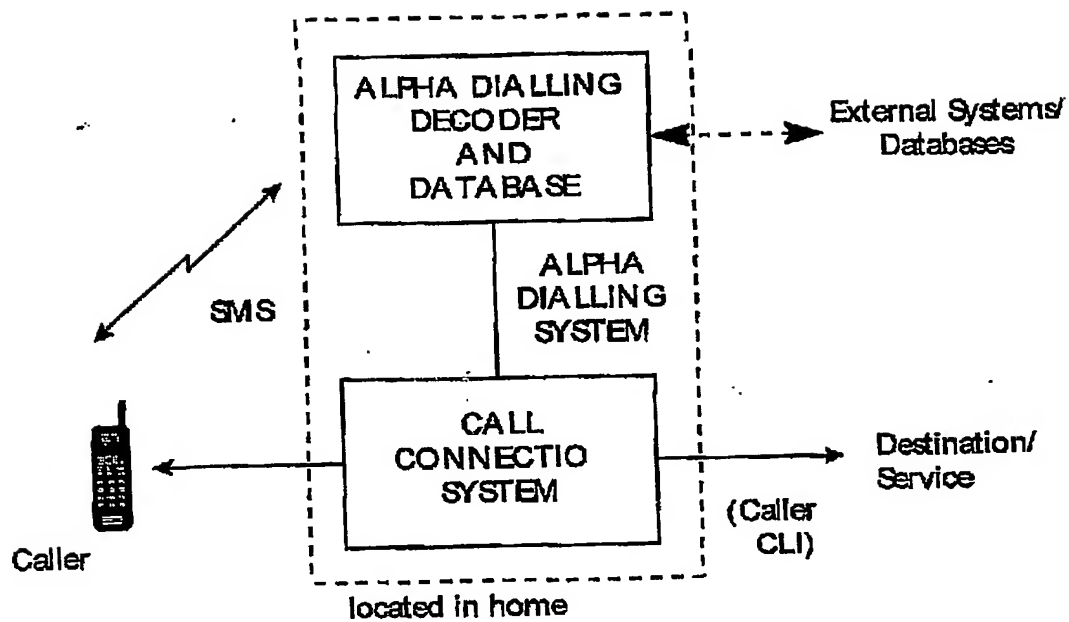 ALPHA DIALLING
DECODER
AND
DATABASE
External Systems/
Databases
SMS
ALPHA
DIALLING
SYSTEM
CALL
CONNECTIO
SYSTEM
Destination/
Service
(Caller
CLI)
Caller
located in home